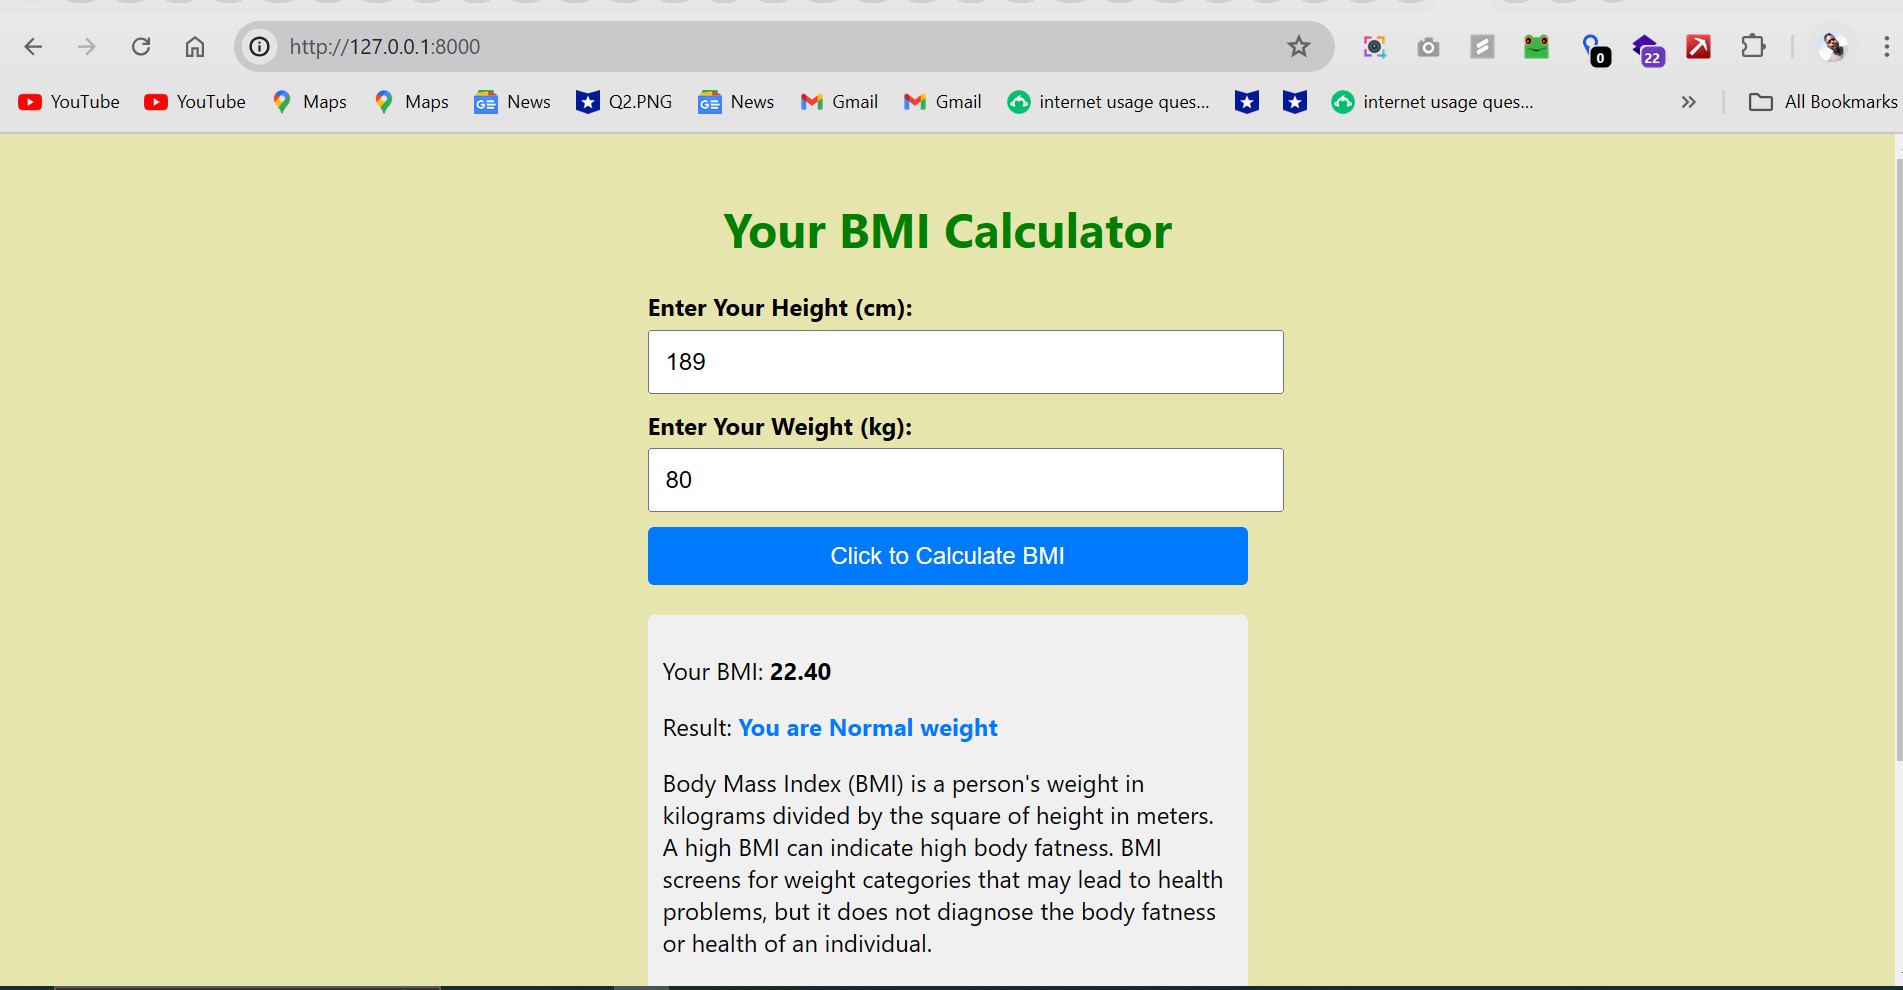 http://127.0.0.1:8000
0
22
YouTube YouTube Maps Maps News Q2.PNG News Gmail Gmail internet usage ques... internet usage ques... » All Bookmarks
Your BMI Calculator
Enter Your Height (cm):
189
Enter Your Weight (kg):
80
Click to Calculate BMI
Your BMI: 22.40
Result: You are Normal weight
Body Mass Index (BMI) is a person's weight in
kilograms divided by the square of height in meters.
A high BMI can indicate high body fatness. BMI
screens for weight categories that may lead to health
problems, but it does not diagnose the body fatness
or health of an individual.